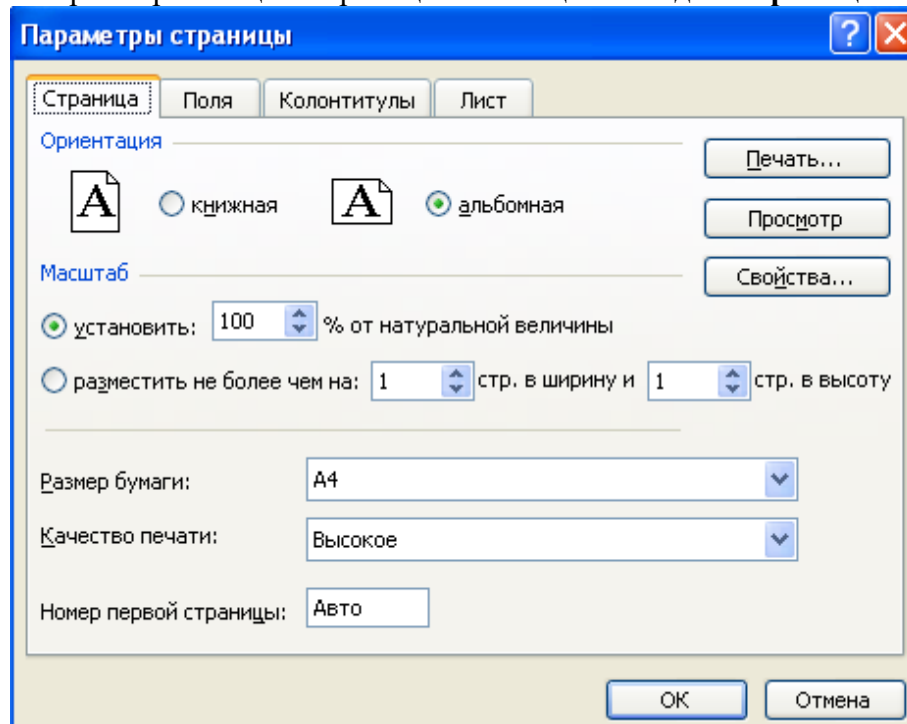 Параметры страницы
Страница Поля Колонтитулы Лист
Ориентация
A книжная A альбомная
Печать...
Просмотр
Масштаб
Свойства...
установить: 100 % от натуральной величины
разместить не более чем на: 1 стр. в ширину и 1 стр. в высоту
Размер бумаги: A4
Качество печати: Высокое
Номер первой страницы: Авто
ОК Отмена